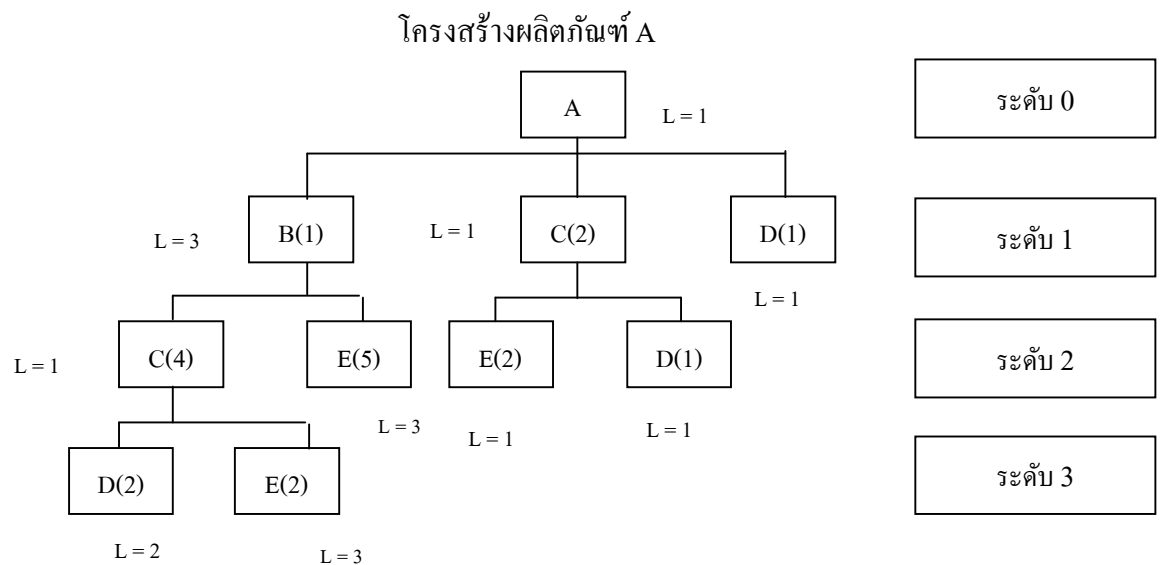 โครงสร้างผลิตภัณฑ์ A
A
L = 1
ระดับ 0
L = 3
B(1)
L = 1
C(2)
D(1)
ระดับ 1
L = 1
L = 1
C(4)
E(5)
E(2)
D(1)
ระดับ 2
L = 3
L = 1
L = 1
D(2)
E(2)
ระดับ 3
L = 2
L = 3